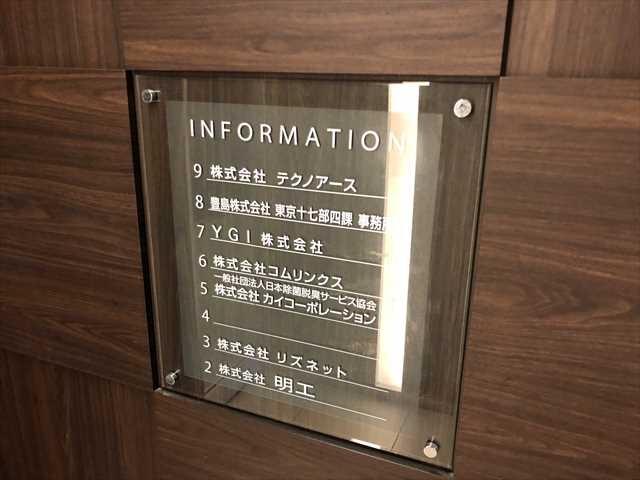 INFORMATION
9 株式会社 テクノアース
8 豊島株式会社 東京十七部四課 事務所
7 YGI 株式会社
6 株式会社コムリンクス
一般社団法人日本除菌脱臭サービス協会
5 株式会社 カイコーポレーション
4
3 株式会社 リズネット
2 株式会社 明工